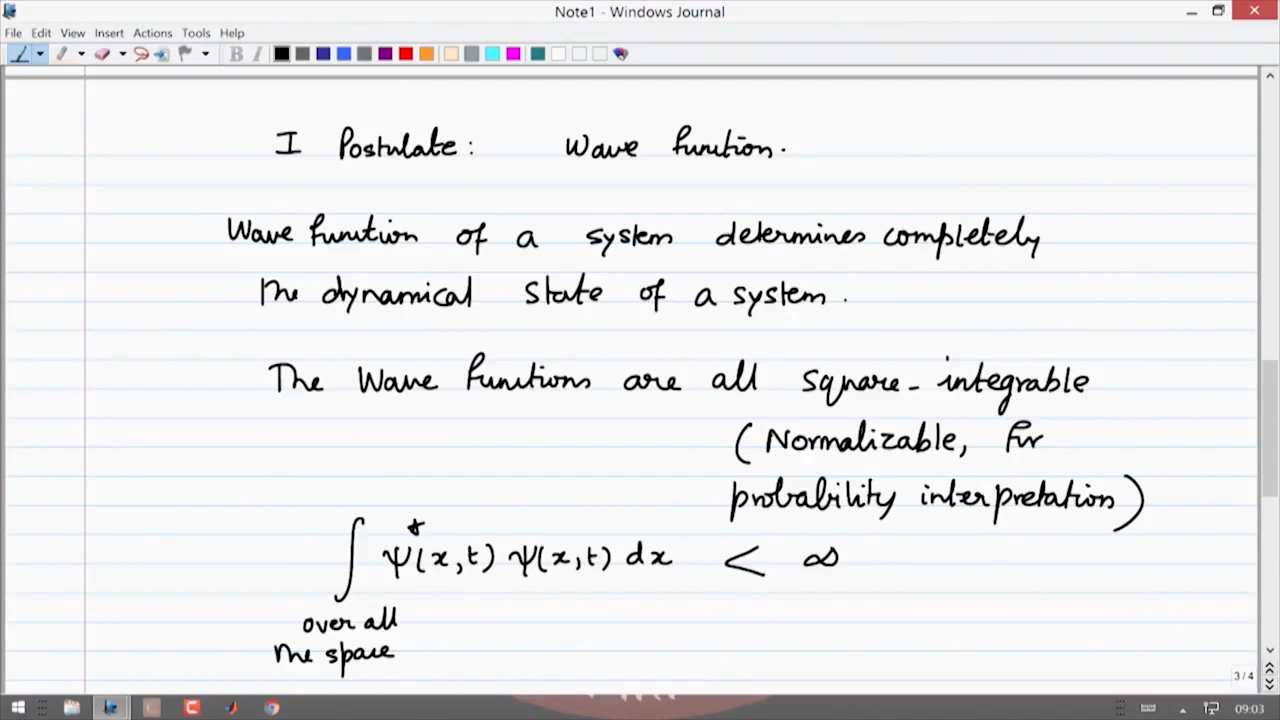 Note1 - Windows Journal
File Edit View Insert Actions Tools Help
B I
I Postulate: Wave function.
Wave function of a system determines completely
the dynamical state of a system.
The Wave functions are all square-integrable
(Normalizable, for
probability interpretation)
∫ ψ*(x,t) ψ(x,t) dx < ∞
over all
the space
3/4
09:03